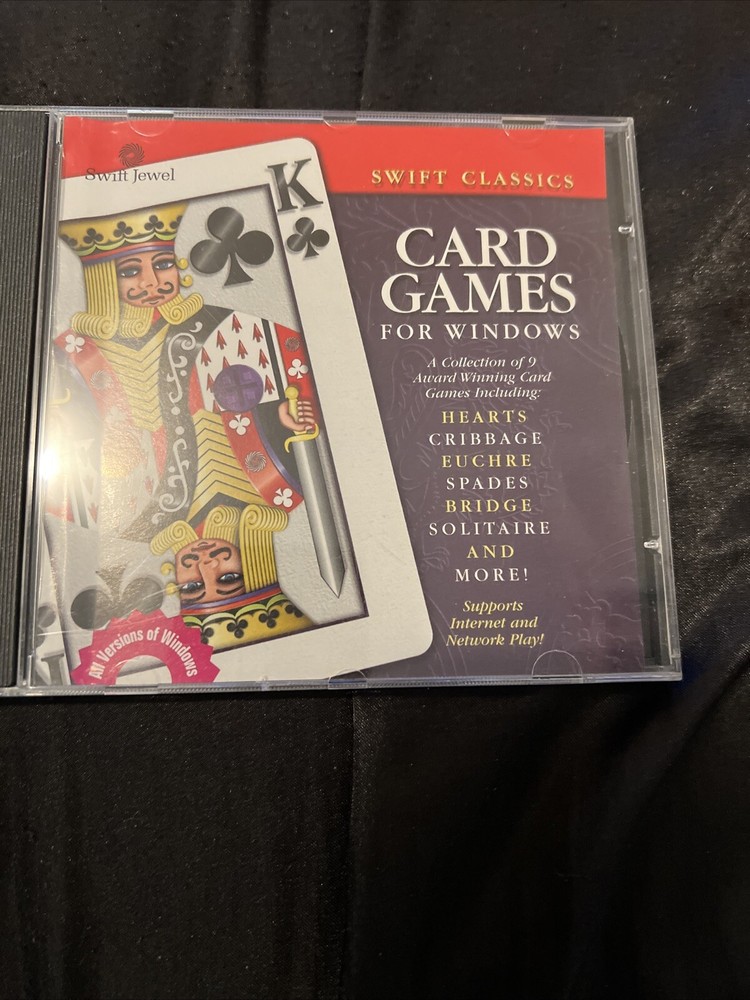 Swift Jewel
SWIFT CLASSICS
K
CARD
GAMES
FOR WINDOWS
A Collection of 9
Award Winning Card
Games Including:
HEARTS
CRIBBAGE
EUCHRE
SPADES
BRIDGE
SOLITAIRE
AND
MORE!
Supports
Internet and
Network Play!
All Versions of Windows